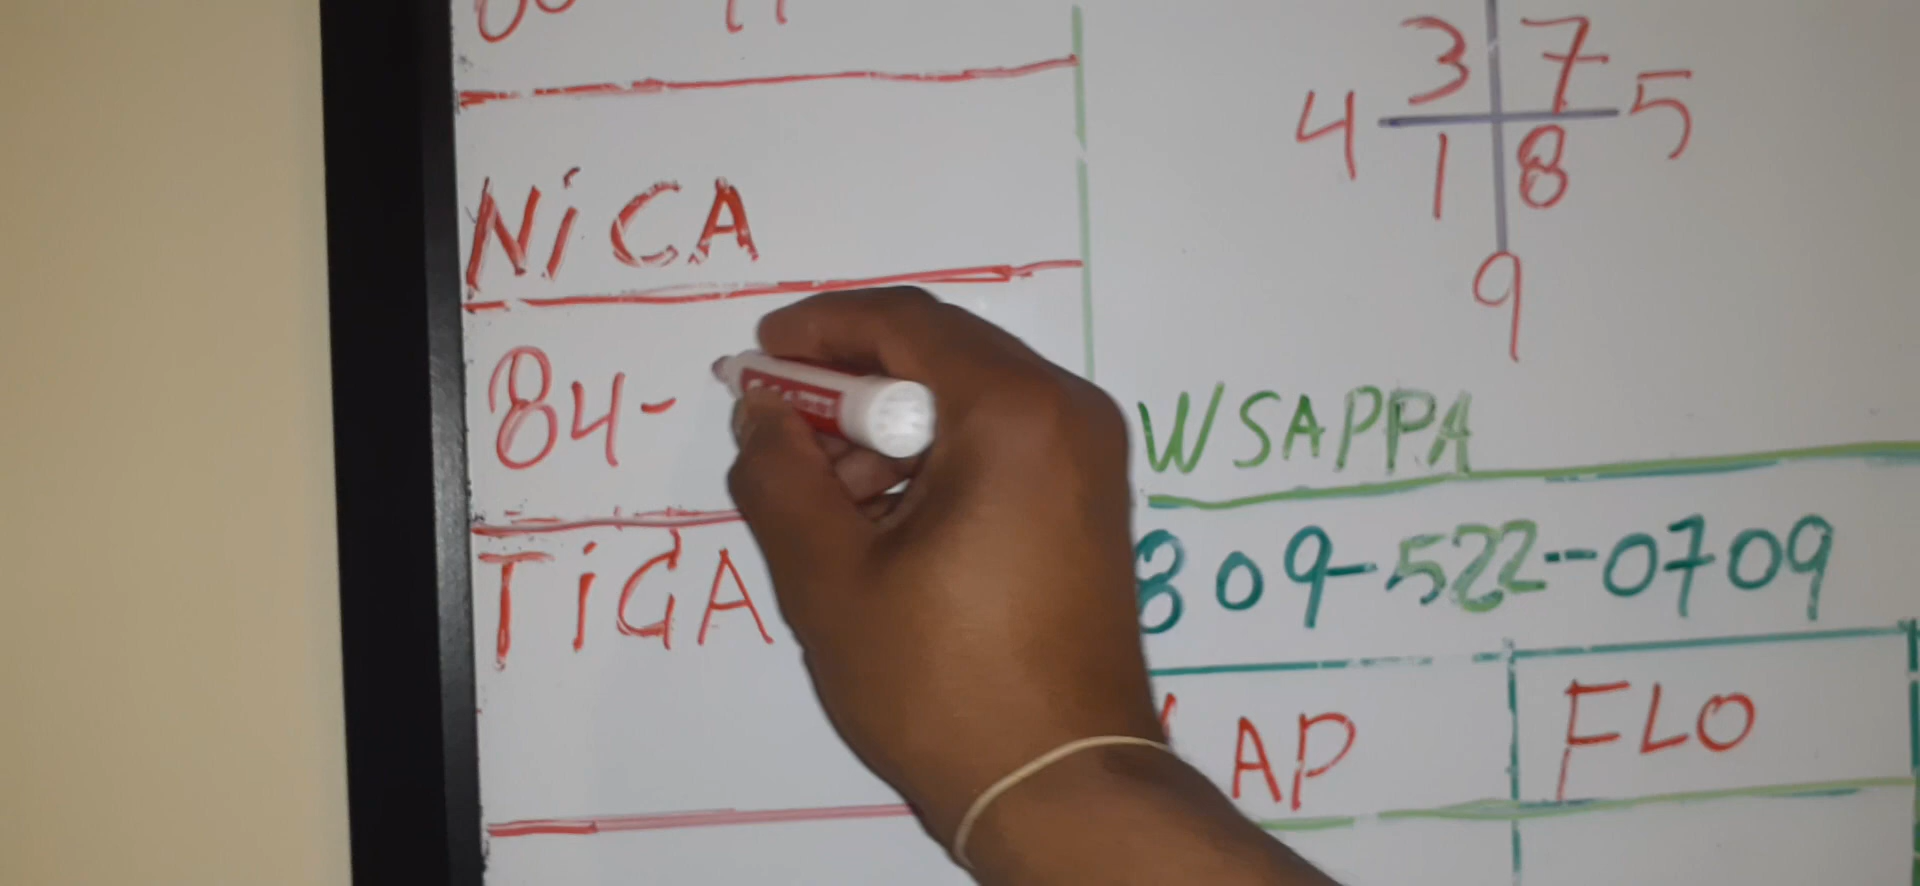 3 7
4 5
1 8
9
NiCA
84-
WSAPPA
809-522--0709
TiGA
AP
FLO